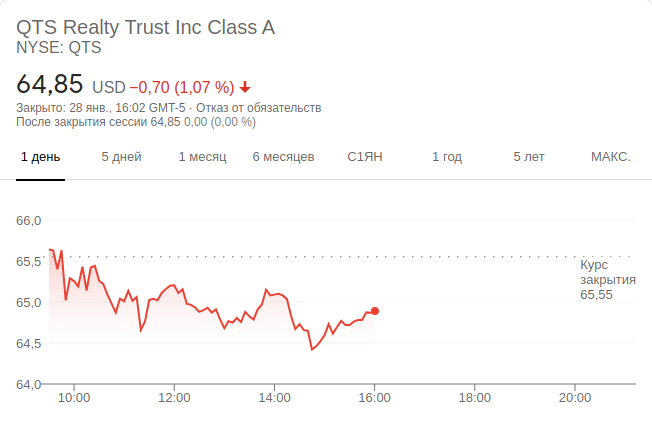 QTS Realty Trust Inc Class A
NYSE: QTS
64,85 USD −0,70 (1,07 %)
Закрыто: 28 янв., 16:02 GMT-5 · Отказ от обязательств
После закрытия сессии 64,85 0,00 (0,00 %)
1 день 5 дней 1 месяц 6 месяцев С1ЯН 1 год 5 лет МАКС.
66,0
65,5
Курс
закрытия
65,55
65,0
64,5
64,0
10:00 12:00 14:00 16:00 18:00 20:00